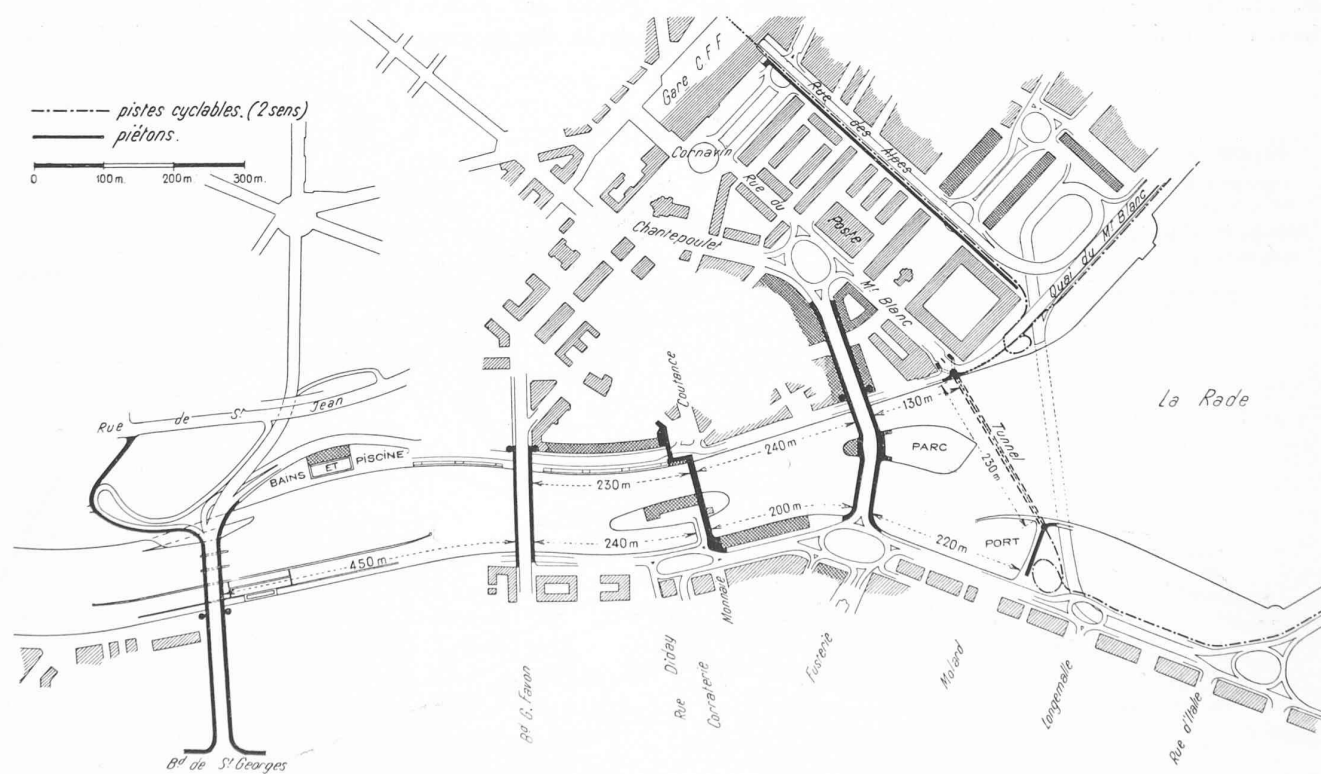 pistes cyclables. (2 sens)
piètons.
0 100 m. 200 m. 300 m.
Gare CFF
Cornavin
Rue des Alpes
Rue du
Mt Blanc
Chantepoulet
Poste
Quai du Mt Blanc
La Rade
Rue de St Jean
BAINS ET PISCINE
Coutance
130 m
240 m
PARC
Tunnel
230 m
230 m
200 m
240 m
220 m
PORT
450 m
Bd G. Favon
Rue Diday
Corraterie
Monnaie
Fusterie
Molard
Longemalle
Rue d'Italie
Bd de St Georges